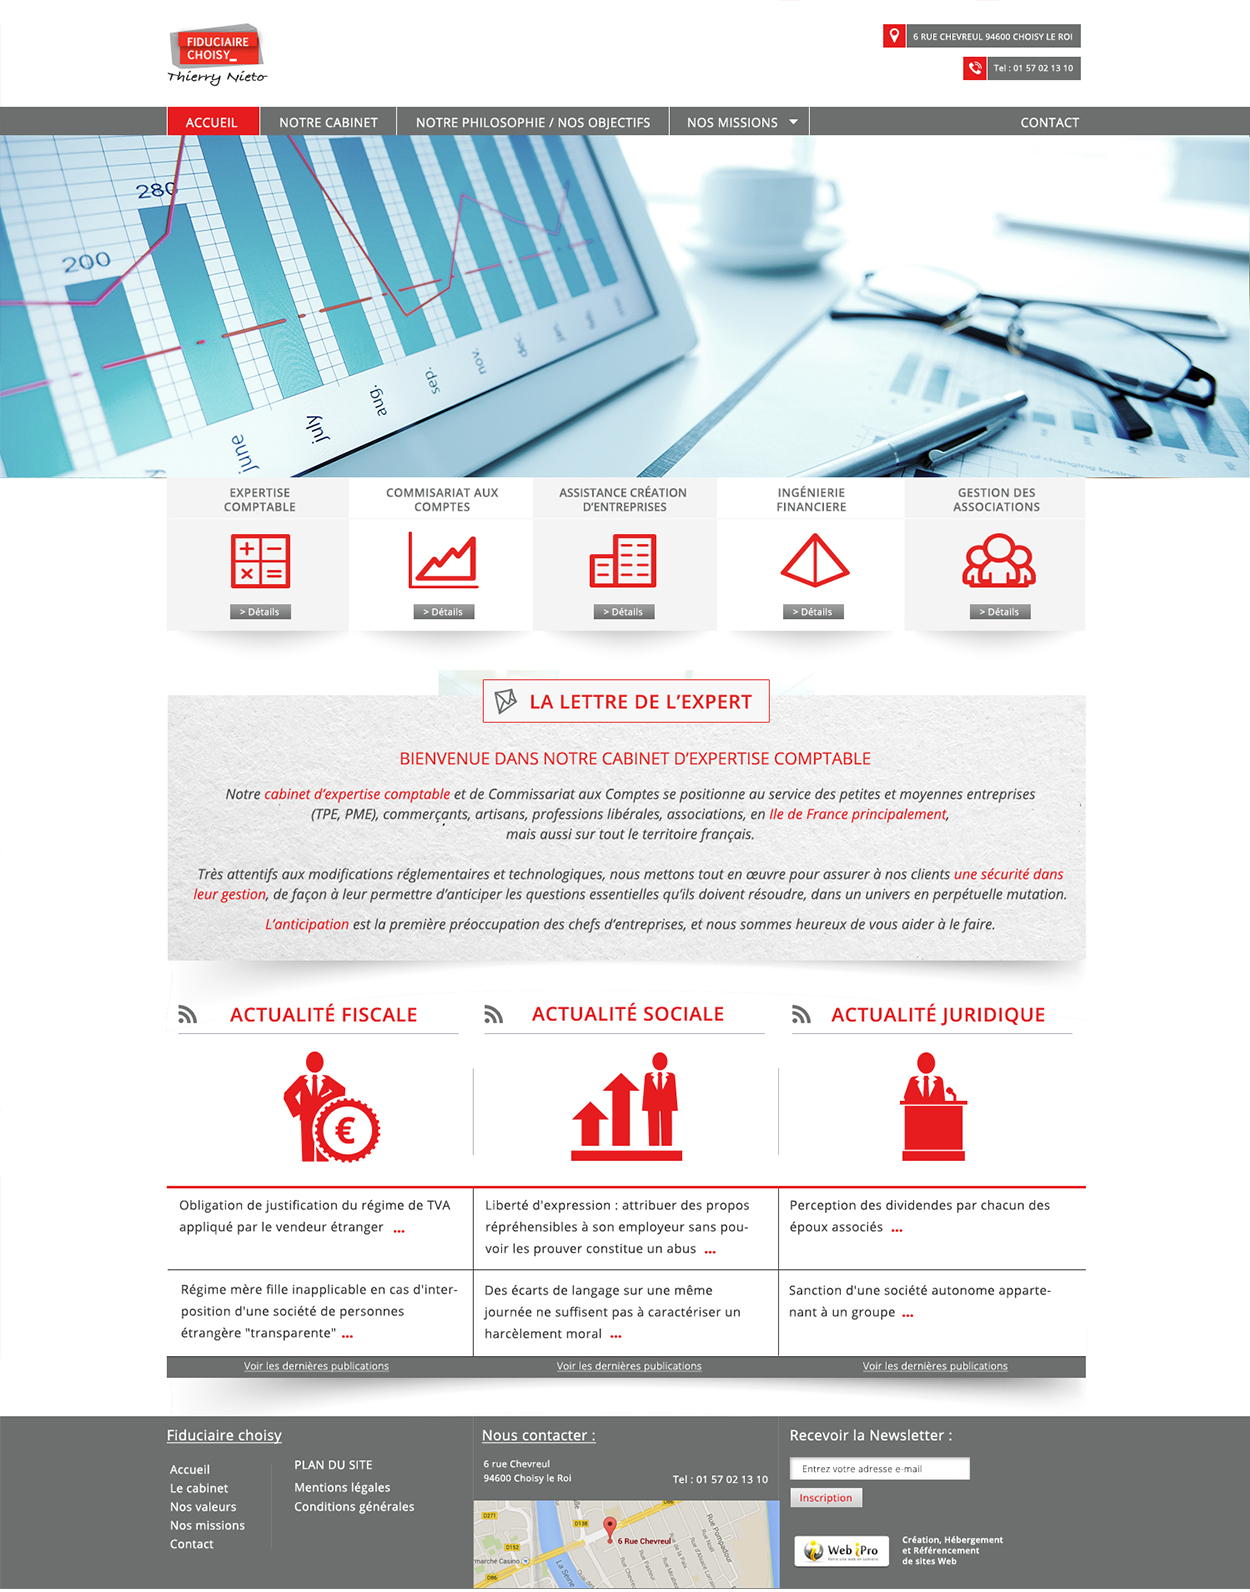 FIDUCIAIRE
CHOISY_
Thierry Nieto
6 RUE CHEVREUL 94600 CHOISY LE ROI
Tel : 01 57 02 13 10
ACCUEIL
NOTRE CABINET
NOTRE PHILOSOPHIE / NOS OBJECTIFS
NOS MISSIONS
CONTACT
280
200
june
july
aug.
sep.
nov.
dec.
EXPERTISE
COMPTABLE
COMMISARIAT AUX
COMPTES
ASSISTANCE CRÉATION
D’ENTREPRISES
INGÉNIERIE
FINANCIERE
GESTION DES
ASSOCIATIONS
> Détails
> Détails
> Détails
> Détails
> Détails
LA LETTRE DE L’EXPERT
BIENVENUE DANS NOTRE CABINET D’EXPERTISE COMPTABLE
Notre cabinet d’expertise comptable et de Commissariat aux Comptes se positionne au service des petites et moyennes entreprises
(TPE, PME), commerçants, artisans, professions libérales, associations, en Ile de France principalement,
mais aussi sur tout le territoire français.
Très attentifs aux modifications réglementaires et technologiques, nous mettons tout en œuvre pour assurer à nos clients une sécurité dans
leur gestion, de façon à leur permettre d’anticiper les questions essentielles qu’ils doivent résoudre, dans un univers en perpétuelle mutation.
L’anticipation est la première préoccupation des chefs d’entreprises, et nous sommes heureux de vous aider à le faire.
ACTUALITÉ FISCALE
ACTUALITÉ SOCIALE
ACTUALITÉ JURIDIQUE
€
Obligation de justification du régime de TVA
appliqué par le vendeur étranger ...
Liberté d'expression : attribuer des propos
répréhensibles à son employeur sans pou-
voir les prouver constitue un abus ...
Perception des dividendes par chacun des
époux associés ...
Régime mère fille inapplicable en cas d'inter-
position d'une société de personnes
étrangère "transparente" ...
Des écarts de langage sur une même
journée ne suffisent pas à caractériser un
harcèlement moral ...
Sanction d'une société autonome apparte-
nant à un groupe ...
Voir les dernières publications
Voir les dernières publications
Voir les dernières publications
Fiduciaire choisy
Accueil
Le cabinet
Nos valeurs
Nos missions
Contact
PLAN DU SITE
Mentions légales
Conditions générales
Nous contacter :
6 rue Chevreul
94600 Choisy le Roi
Tel : 01 57 02 13 10
D271
D86
D138
D152
D86
6 Rue Chevreul
Rue Pompadour
marche Casino
La Seine
Recevoir la Newsletter :
Entrez votre adresse e-mail
Inscription
Web iPro
Création, Hébergement
et Référencement
de sites Web